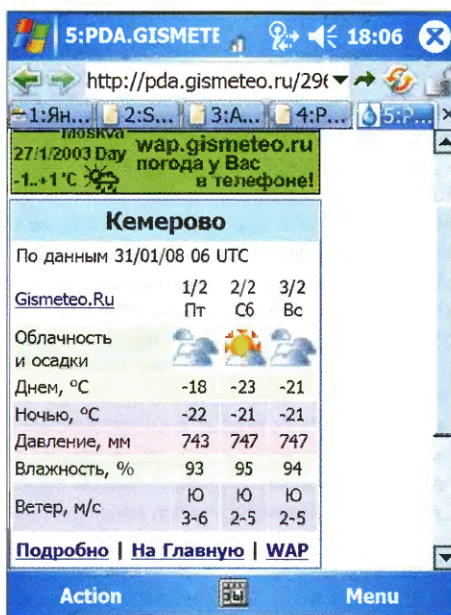 5:PDA.GISMETE 18:06
http://pda.gismeteo.ru/296
1:Ян... 2:S... 3:A... 4:P... 5:P...
Moskva
27/1/2003 Day
-1..+1°C
wap.gismeteo.ru
погода у Вас
в телефоне!
Кемерово
По данным 31/01/08 06 UTC
Gismeteo.Ru 1/2 2/2 3/2
Пт Сб Вс
Облачность
и осадки
Днем, °C -18 -23 -21
Ночью, °C -22 -21 -21
Давление, мм 743 747 747
Влажность, % 93 95 94
Ветер, м/с Ю Ю Ю
3-6 2-5 2-5
Подробно | На Главную | WAP
Action Menu